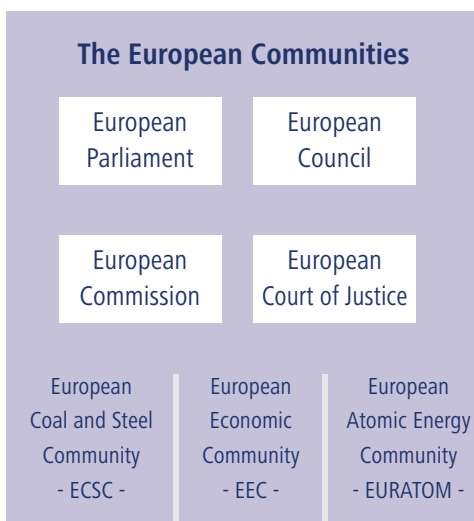 The European Communities
European
Parliament
European
Council
European
Commission
European
Court of Justice
European
Coal and Steel
Community
- ECSC -
European
Economic
Community
- EEC -
European
Atomic Energy
Community
- EURATOM -